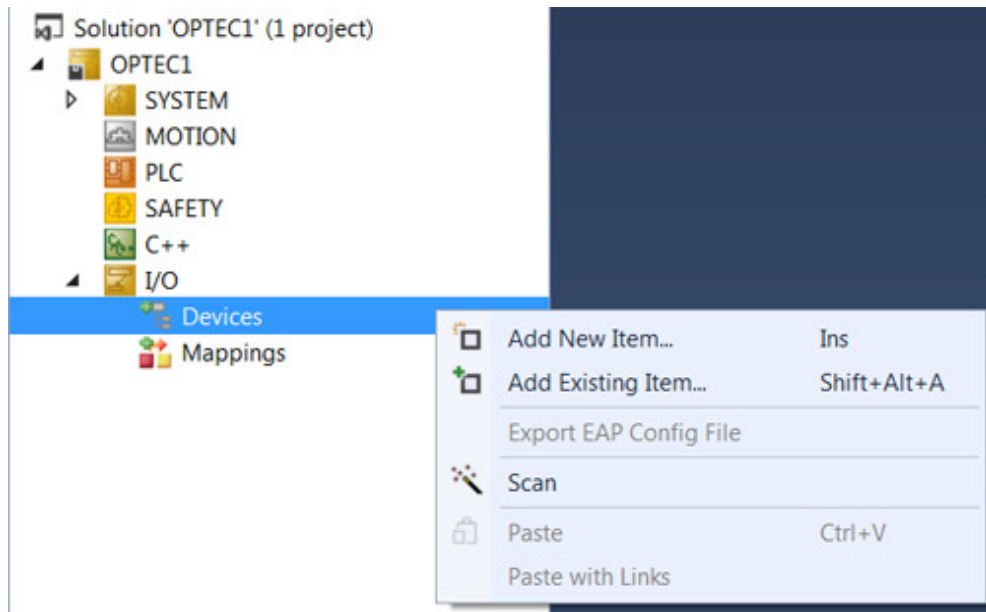 Solution 'OPTEC1' (1 project)
OPTEC1
SYSTEM
MOTION
PLC
SAFETY
C++
I/O
Devices
Mappings
Add New Item... Ins
Add Existing Item... Shift+Alt+A
Export EAP Config File
Scan
Paste Ctrl+V
Paste with Links